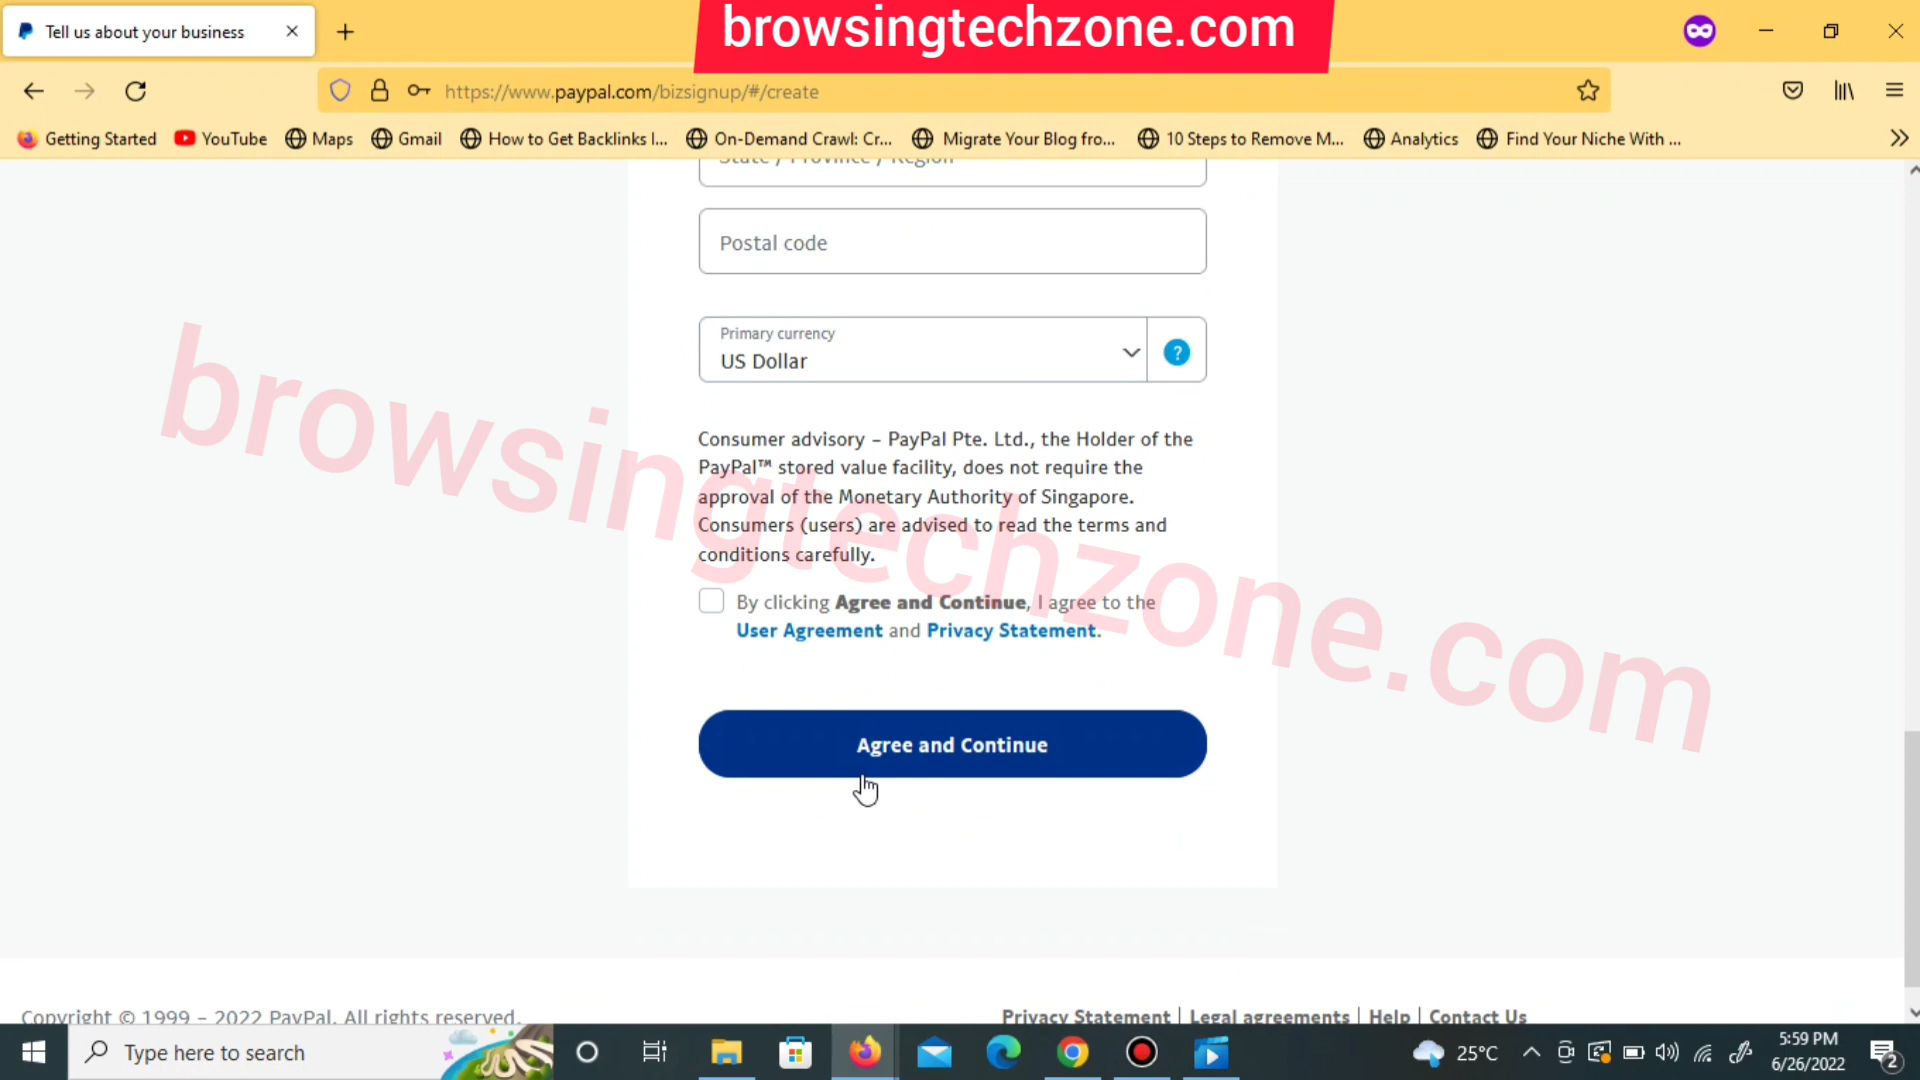 browsingtechzone.com
Tell us about your business
https://www.paypal.com/bizsignup/#/create
Getting Started
YouTube
Maps
Gmail
How to Get Backlinks I...
On-Demand Crawl: Cr...
Migrate Your Blog fro...
10 Steps to Remove M...
Analytics
Find Your Niche With ...
State / Province / Region
Postal code
Primary currency
US Dollar
?
Consumer advisory – PayPal Pte. Ltd., the Holder of the
PayPal™ stored value facility, does not require the
approval of the Monetary Authority of Singapore.
Consumers (users) are advised to read the terms and
conditions carefully.
By clicking Agree and Continue, I agree to the
User Agreement and Privacy Statement.
Agree and Continue
browsingtechzone.com
Copyright © 1999 – 2022 PayPal. All rights reserved.
Privacy Statement | Legal agreements | Help | Contact Us
Type here to search
25°C
5:59 PM
6/26/2022
2